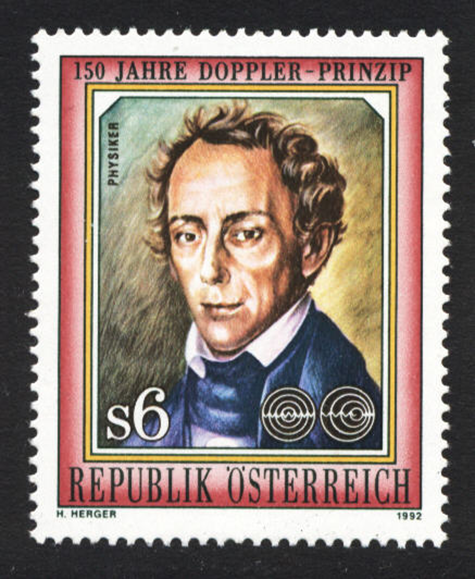 150 JAHRE DOPPLER-PRINZIP
PHYSIKER
s6
REPUBLIK ÖSTERREICH
H. HERGER
1992